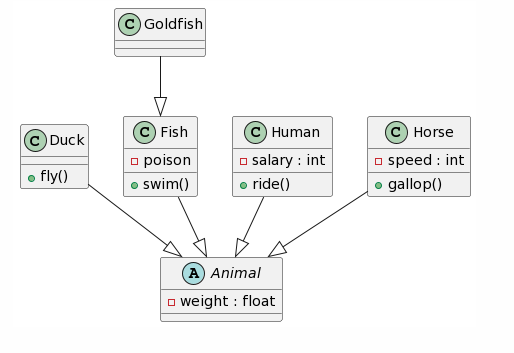 C Goldfish
C Duck
fly()
C Fish
poison
swim()
C Human
salary : int
ride()
C Horse
speed : int
gallop()
A Animal
weight : float